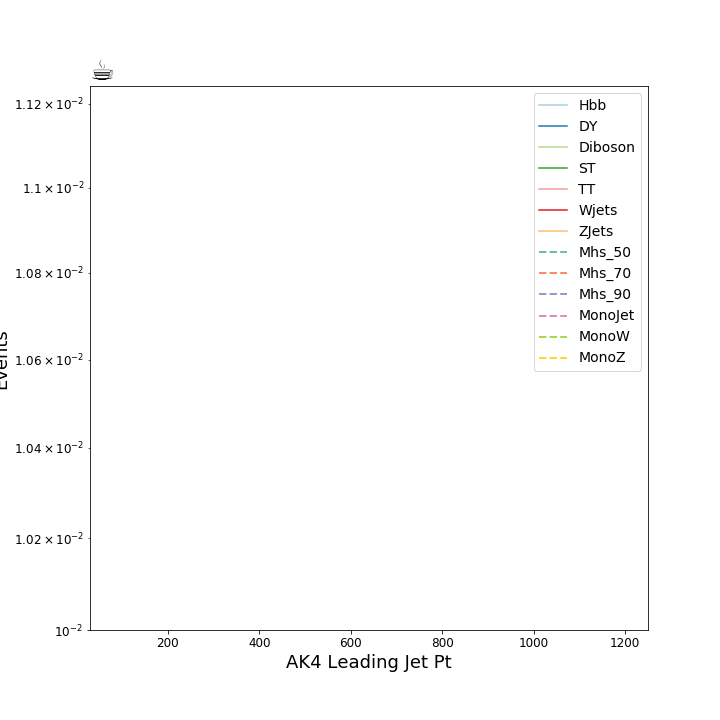 ☕
1.12 × 10⁻²
1.1 × 10⁻²
1.08 × 10⁻²
1.06 × 10⁻²
1.04 × 10⁻²
1.02 × 10⁻²
10⁻²
Events
200 400 600 800 1000 1200
AK4 Leading Jet Pt
Hbb
DY
Diboson
ST
TT
Wjets
ZJets
Mhs_50
Mhs_70
Mhs_90
MonoJet
MonoW
MonoZ